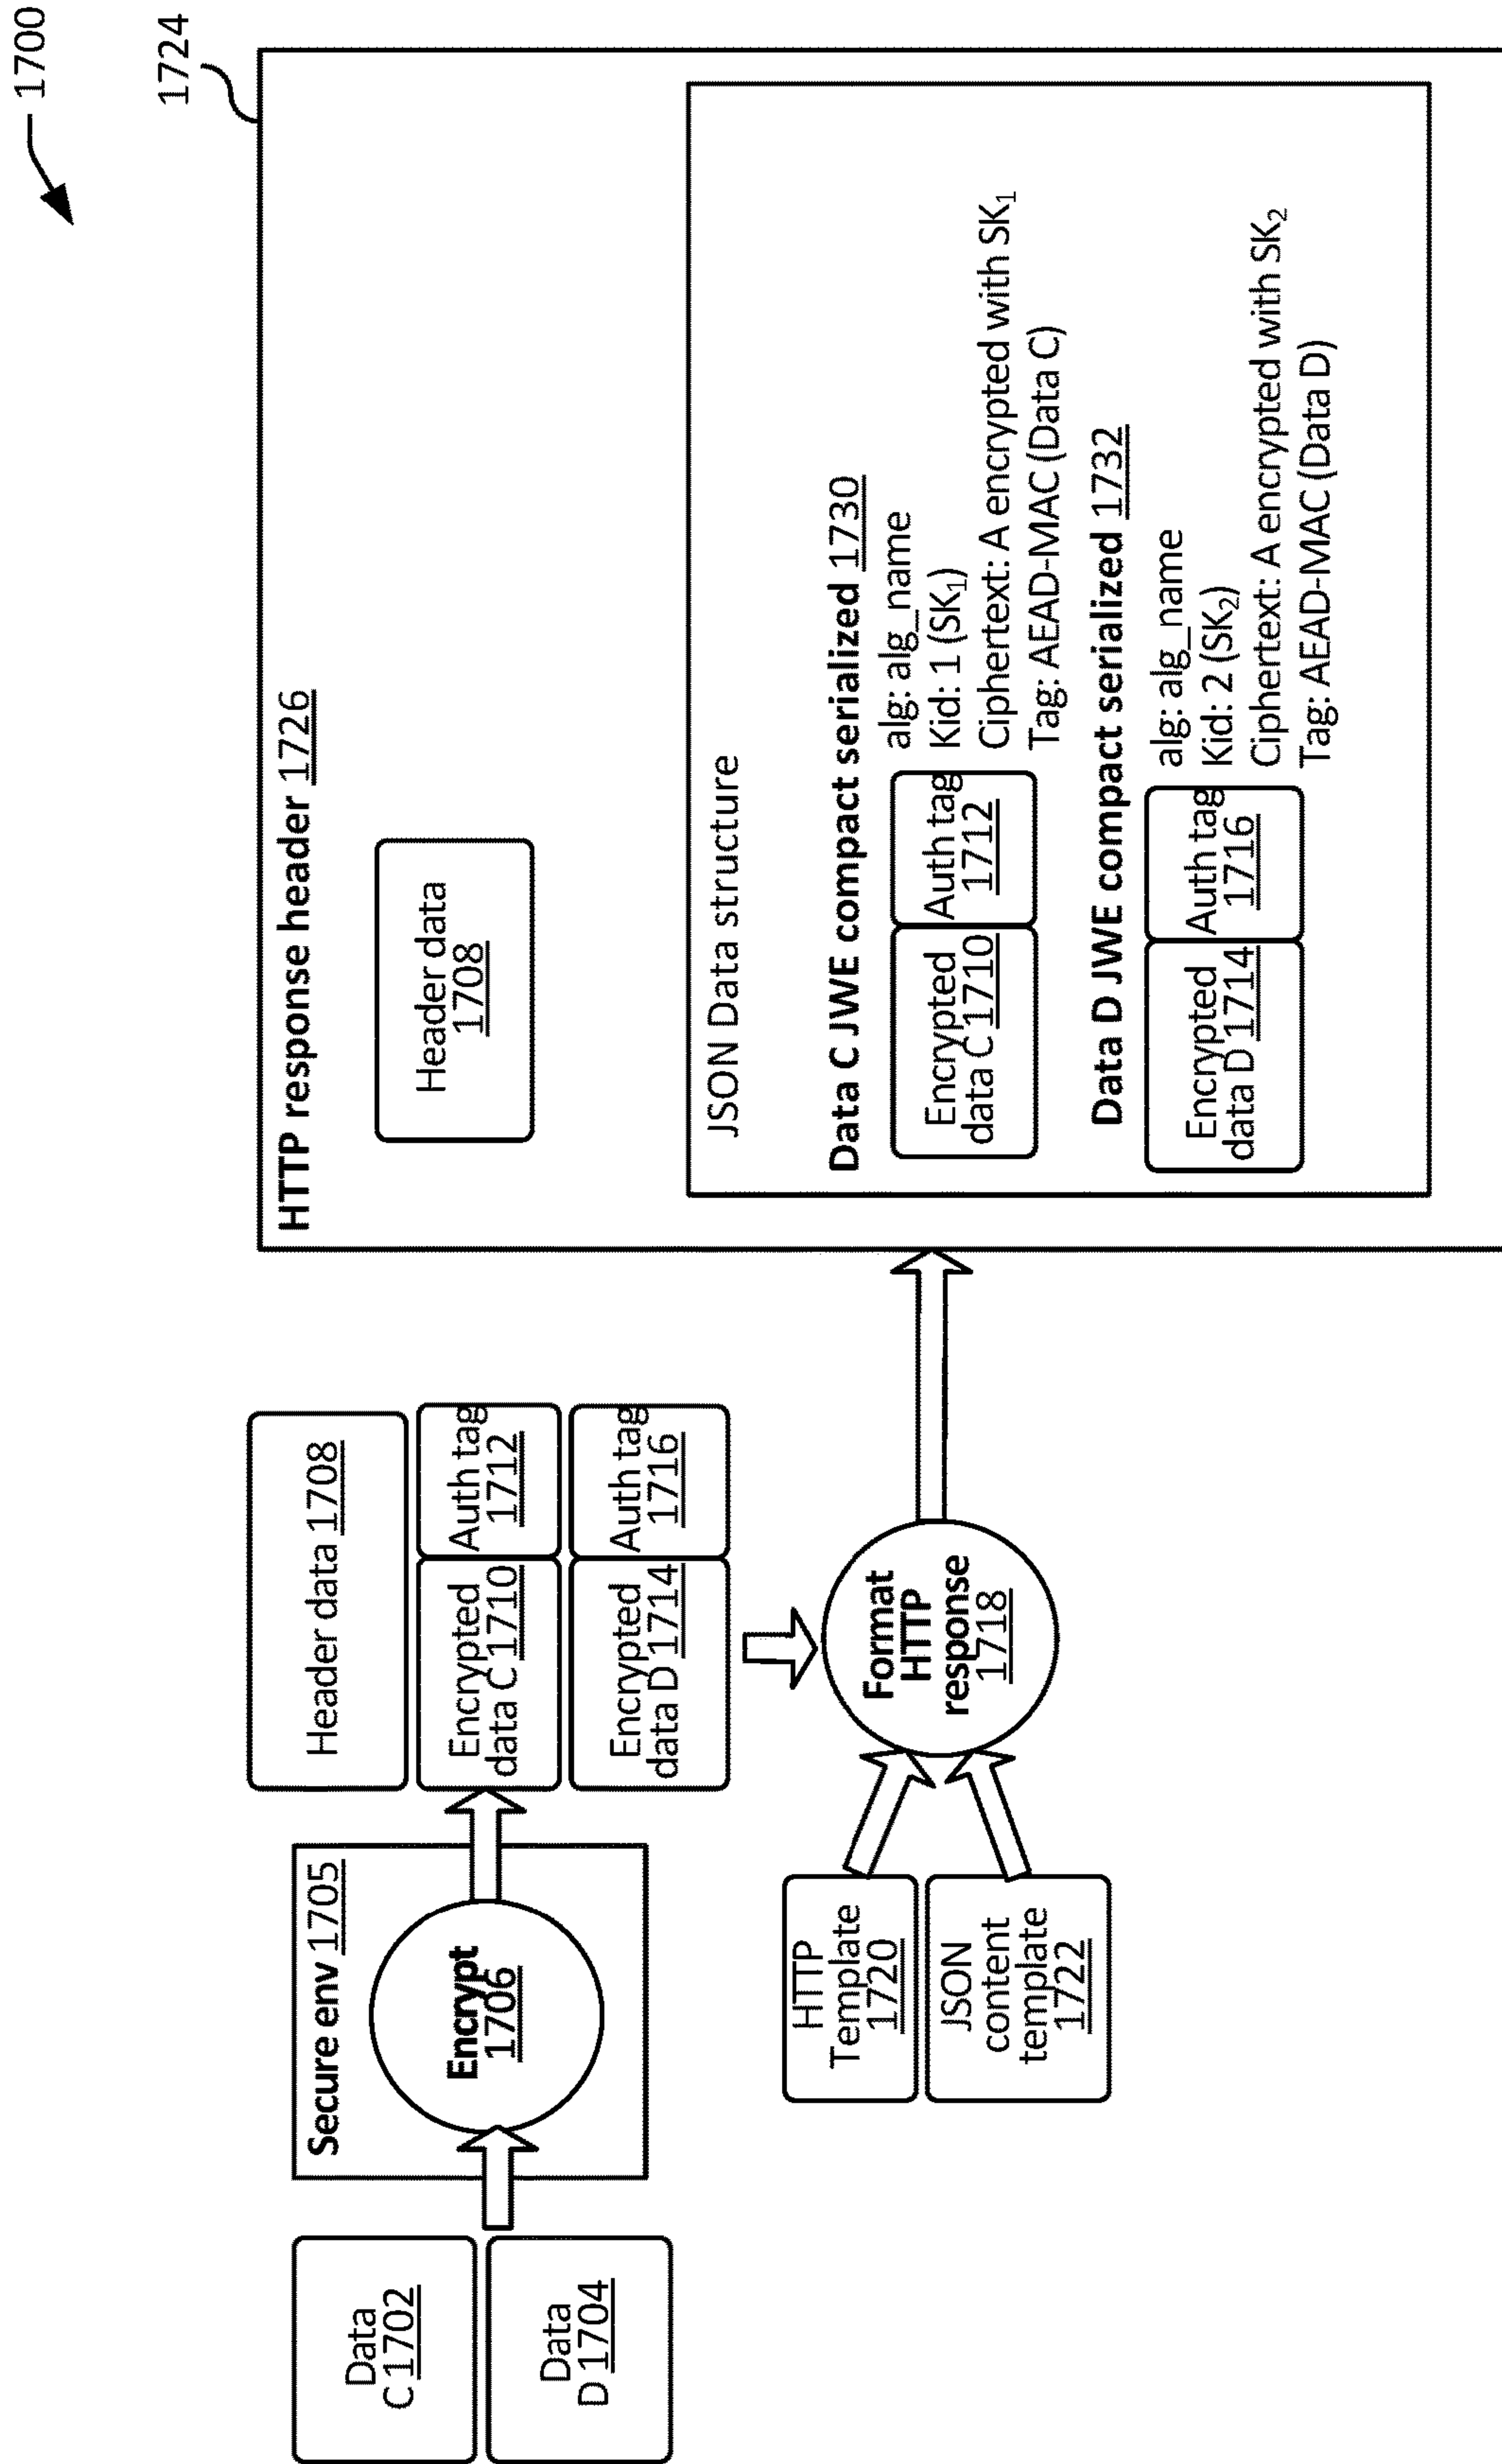 1700
1724
Data
C 1702
Data
D 1704
Secure env 1705
Encrypt
1706
Header data 1708
Encrypted
data C 1710
Auth tag
1712
Encrypted
data D 1714
Auth tag
1716
HTTP
Template
1720
JSON
content
template
1722
Format
HTTP
response
1718
HTTP response header 1726
Header data
1708
JSON Data structure
Data C JWE compact serialized 1730
Encrypted
data C 1710
Auth tag
1712
alg: alg_name
Kid: 1 (SK₁)
Ciphertext: A encrypted with SK₁
Tag: AEAD-MAC (Data C)
Data D JWE compact serialized 1732
Encrypted
data D 1714
Auth tag
1716
alg: alg_name
Kid: 2 (SK₂)
Ciphertext: A encrypted with SK₂
Tag: AEAD-MAC (Data D)